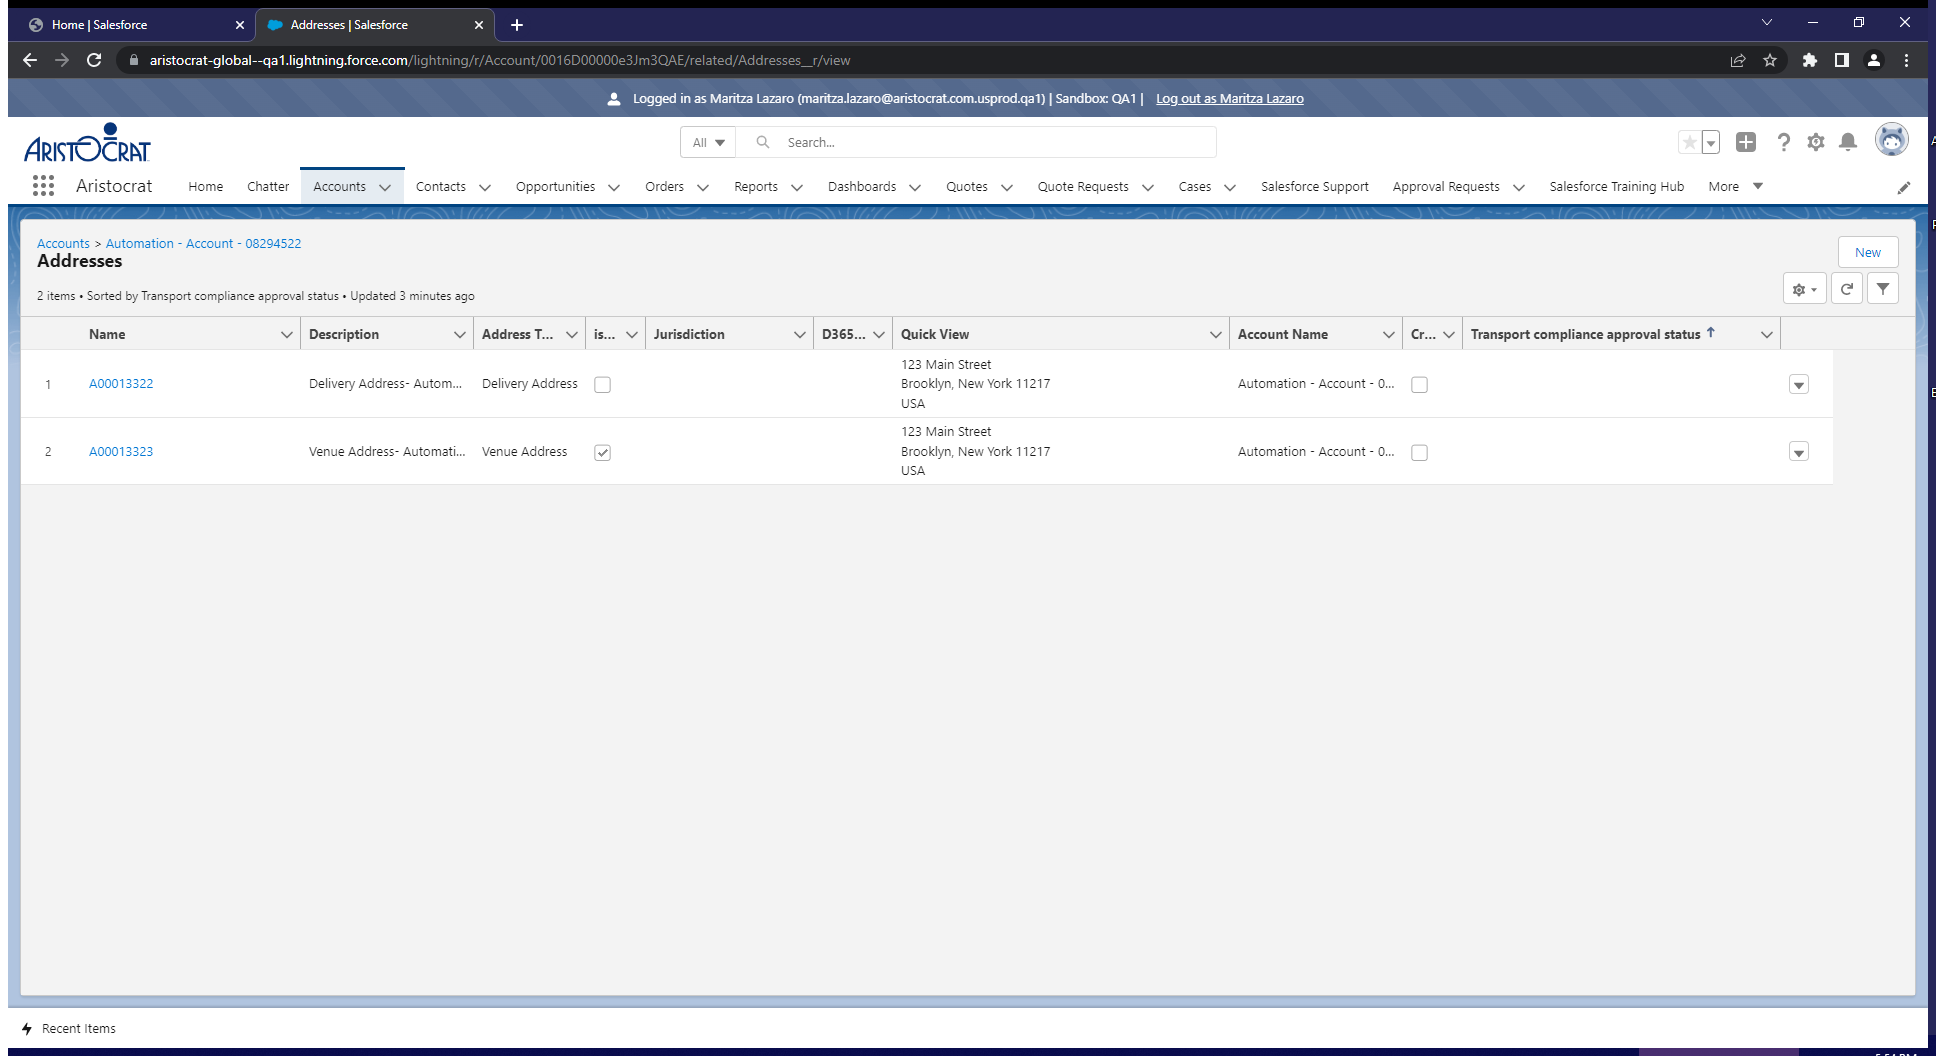 Home | Salesforce
Addresses | Salesforce
aristocrat-global--qa1.lightning.force.com/lightning/r/Account/0016D00000e3Jm3QAE/related/Addresses__r/view
Logged in as Maritza Lazaro (maritza.lazaro@aristocrat.com.usprod.qa1) | Sandbox: QA1 | Log out as Maritza Lazaro
ARISTOCRAT
All
Search...
Aristocrat Home Chatter Accounts Contacts Opportunities Orders Reports Dashboards Quotes Quote Requests Cases Salesforce Support Approval Requests Salesforce Training Hub More
Accounts > Automation - Account - 08294522
Addresses
New
2 items • Sorted by Transport compliance approval status • Updated 3 minutes ago
Name Description Address T... is... Jurisdiction D365... Quick View Account Name Cr... Transport compliance approval status
1 A00013322 Delivery Address- Autom... Delivery Address 123 Main Street
Brooklyn, New York 11217
USA
Automation - Account - 0...
2 A00013323 Venue Address- Automati... Venue Address 123 Main Street
Brooklyn, New York 11217
USA
Automation - Account - 0...
Recent Items